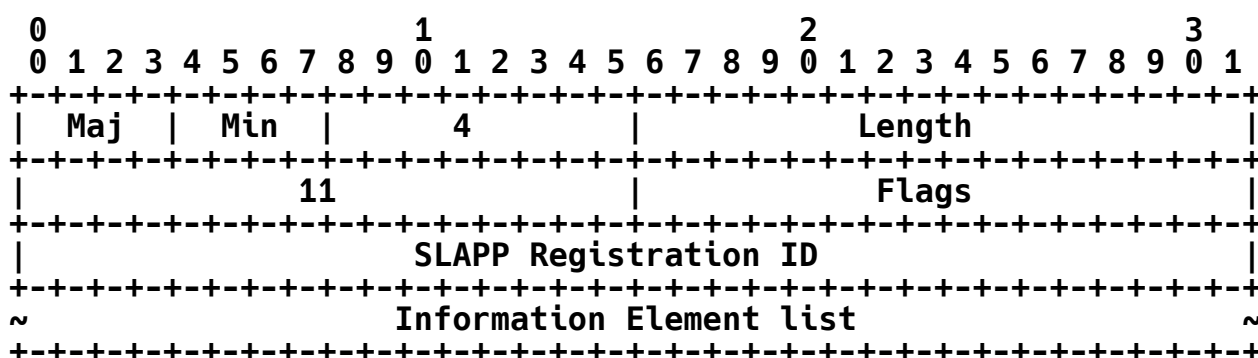 0                   1                   2                   3
 0 1 2 3 4 5 6 7 8 9 0 1 2 3 4 5 6 7 8 9 0 1 2 3 4 5 6 7 8 9 0 1
+-+-+-+-+-+-+-+-+-+-+-+-+-+-+-+-+-+-+-+-+-+-+-+-+-+-+-+-+-+-+-+-+
|  Maj  |  Min  |      4        |           Length              |
+-+-+-+-+-+-+-+-+-+-+-+-+-+-+-+-+-+-+-+-+-+-+-+-+-+-+-+-+-+-+-+-+
|              11               |            Flags              |
+-+-+-+-+-+-+-+-+-+-+-+-+-+-+-+-+-+-+-+-+-+-+-+-+-+-+-+-+-+-+-+-+
|                    SLAPP Registration ID                      |
+-+-+-+-+-+-+-+-+-+-+-+-+-+-+-+-+-+-+-+-+-+-+-+-+-+-+-+-+-+-+-+-+
~                   Information Element list                    ~
+-+-+-+-+-+-+-+-+-+-+-+-+-+-+-+-+-+-+-+-+-+-+-+-+-+-+-+-+-+-+-+-+